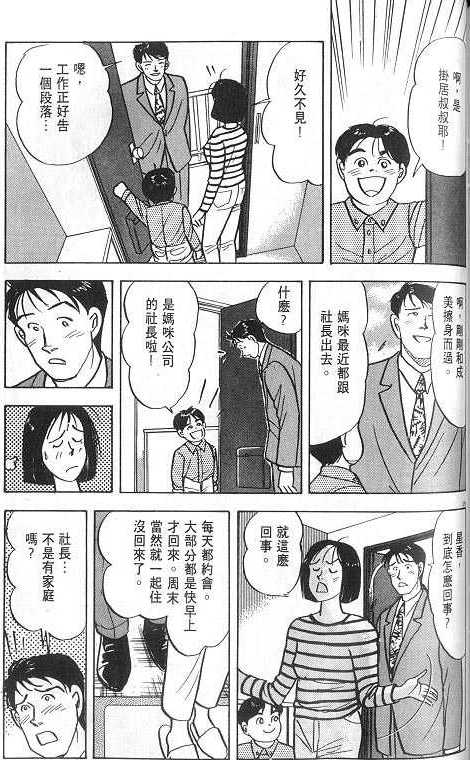 啊，是
掛居叔叔耶！
好久不見！
嗯，
工作正好告
一個段落…
啊，剛剛和成
美擦身而過。
媽咪最近都跟
社長出去。
什麼？
是媽咪公司
的社長啦！
星香，
到底怎麼回事？
就這麼
回事。
每天都約會。
大部分都是快早上
才回來。周末
當然就一起住
沒回來了。
社長…
不是有家庭
嗎？